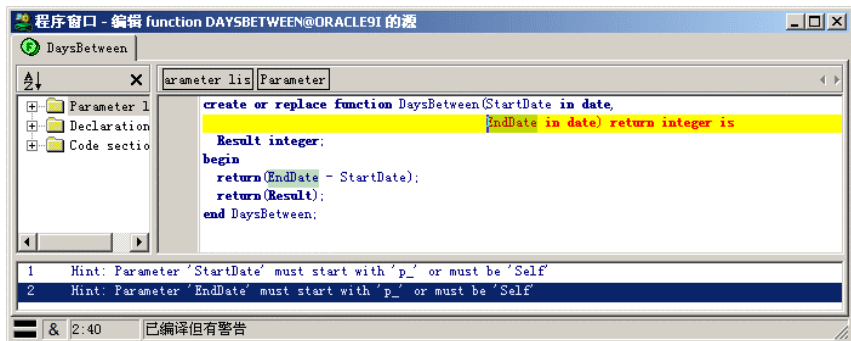 程序窗口 - 编辑 function DAYSBETWEEN@ORACLE9I 的源
DaysBetween
arameter lis Parameter
Parameter l
Declaration
Code sectio
create or replace function DaysBetween(StartDate in date,
EndDate in date) return integer is
Result integer;
begin
return(EndDate - StartDate);
return(Result);
end DaysBetween;
1 Hint: Parameter 'StartDate' must start with 'p_' or must be 'Self'
2 Hint: Parameter 'EndDate' must start with 'p_' or must be 'Self'
& 2:40 已编译但有警告